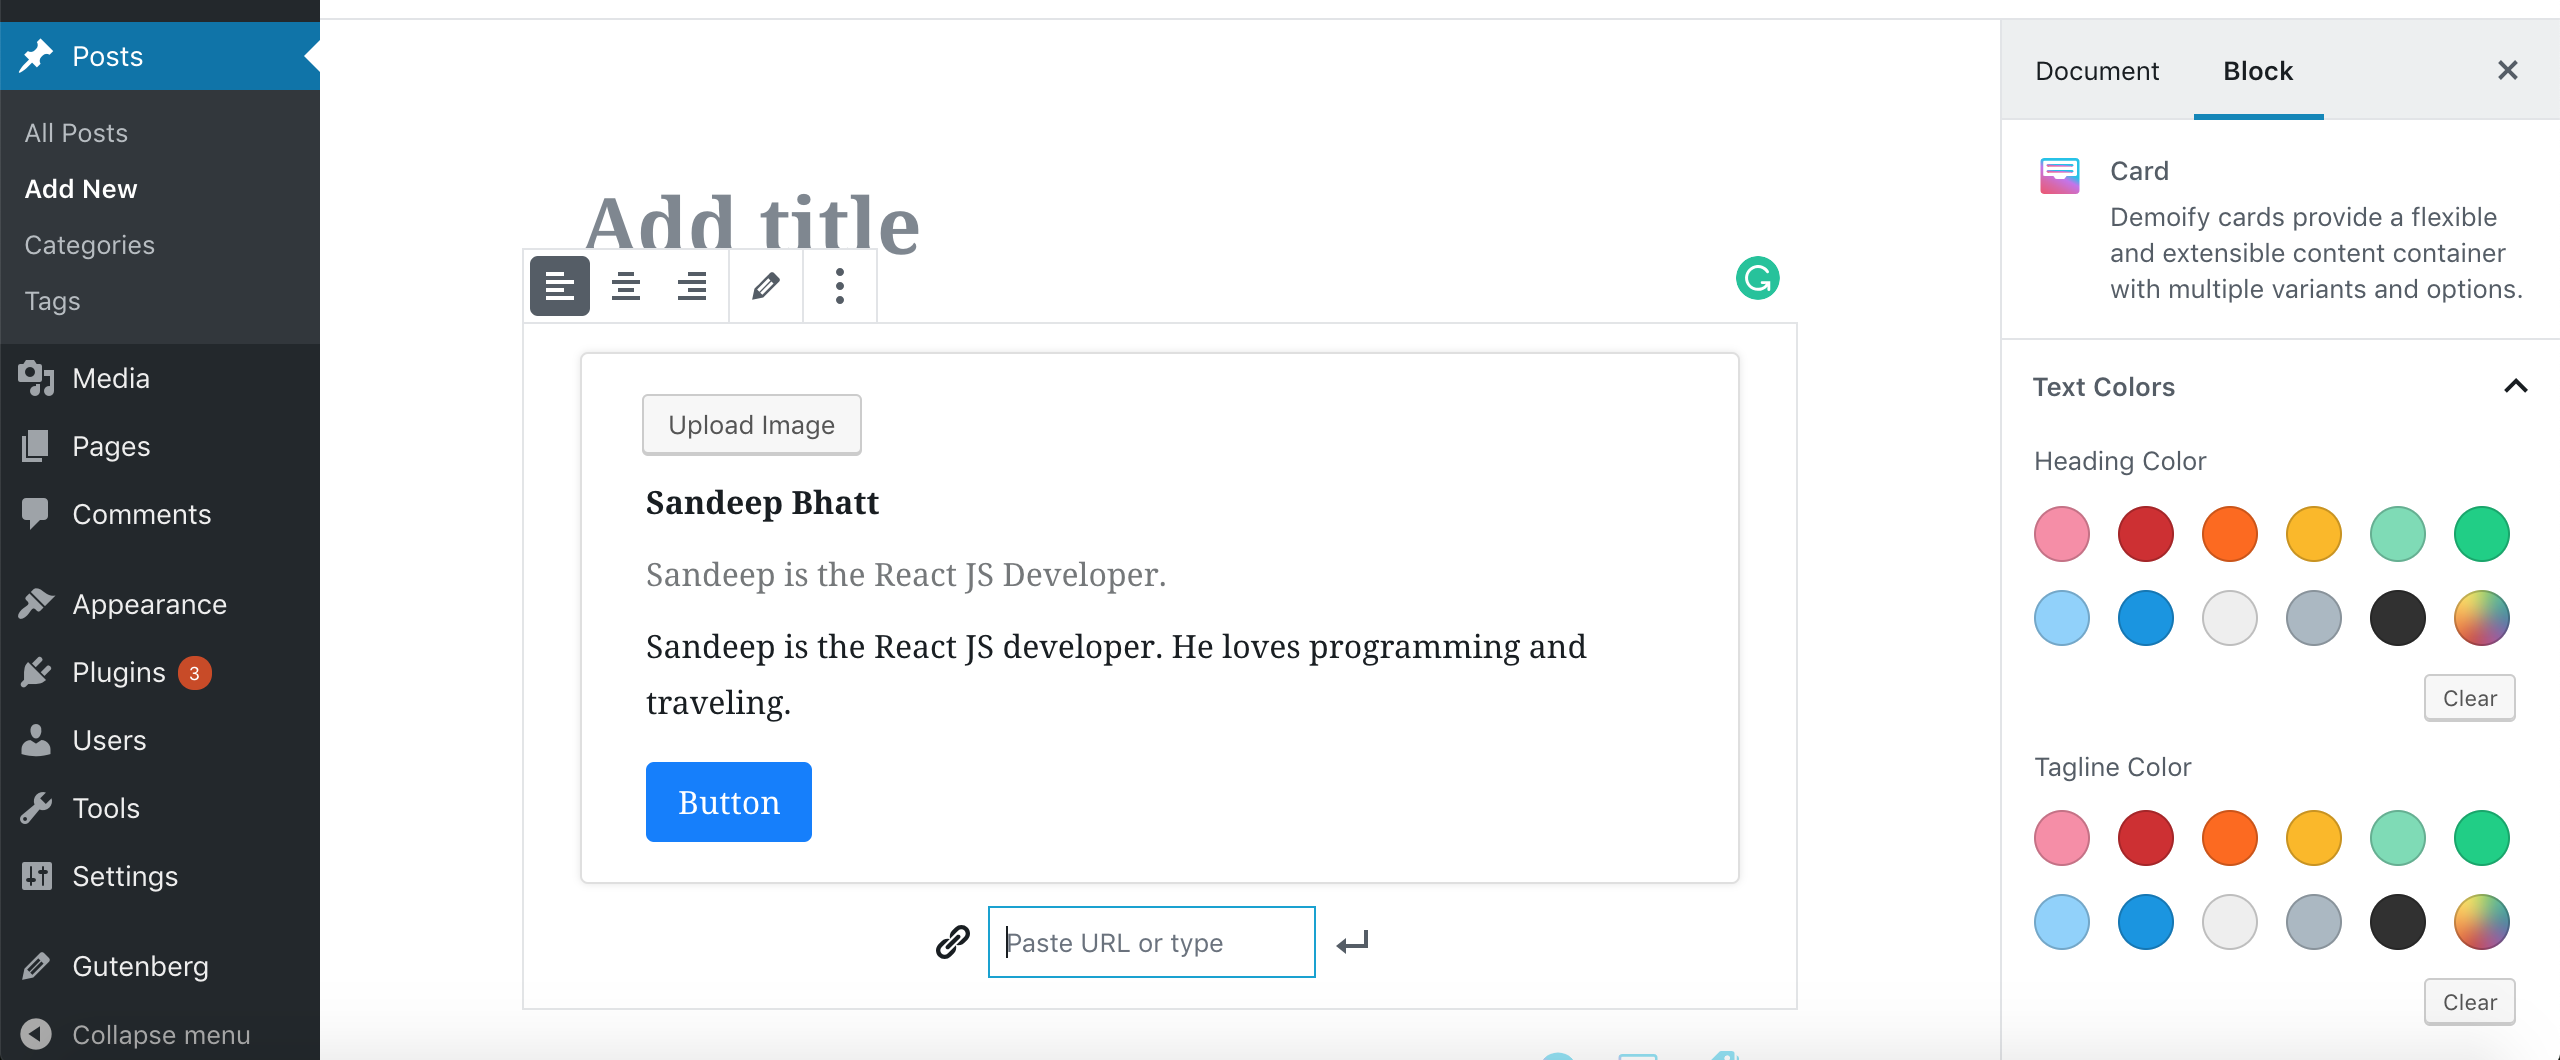 Posts
All Posts
Add New
Categories
Tags
Media
Pages
Comments
Appearance
Plugins 3
Users
Tools
Settings
Gutenberg
Collapse menu
Add title
Upload Image
Sandeep Bhatt
Sandeep is the React JS Developer.
Sandeep is the React JS developer. He loves programming and
traveling.
Button
Paste URL or type
Document Block
Card
Demoify cards provide a flexible
and extensible content container
with multiple variants and options.
Text Colors
Heading Color
Clear
Tagline Color
Clear